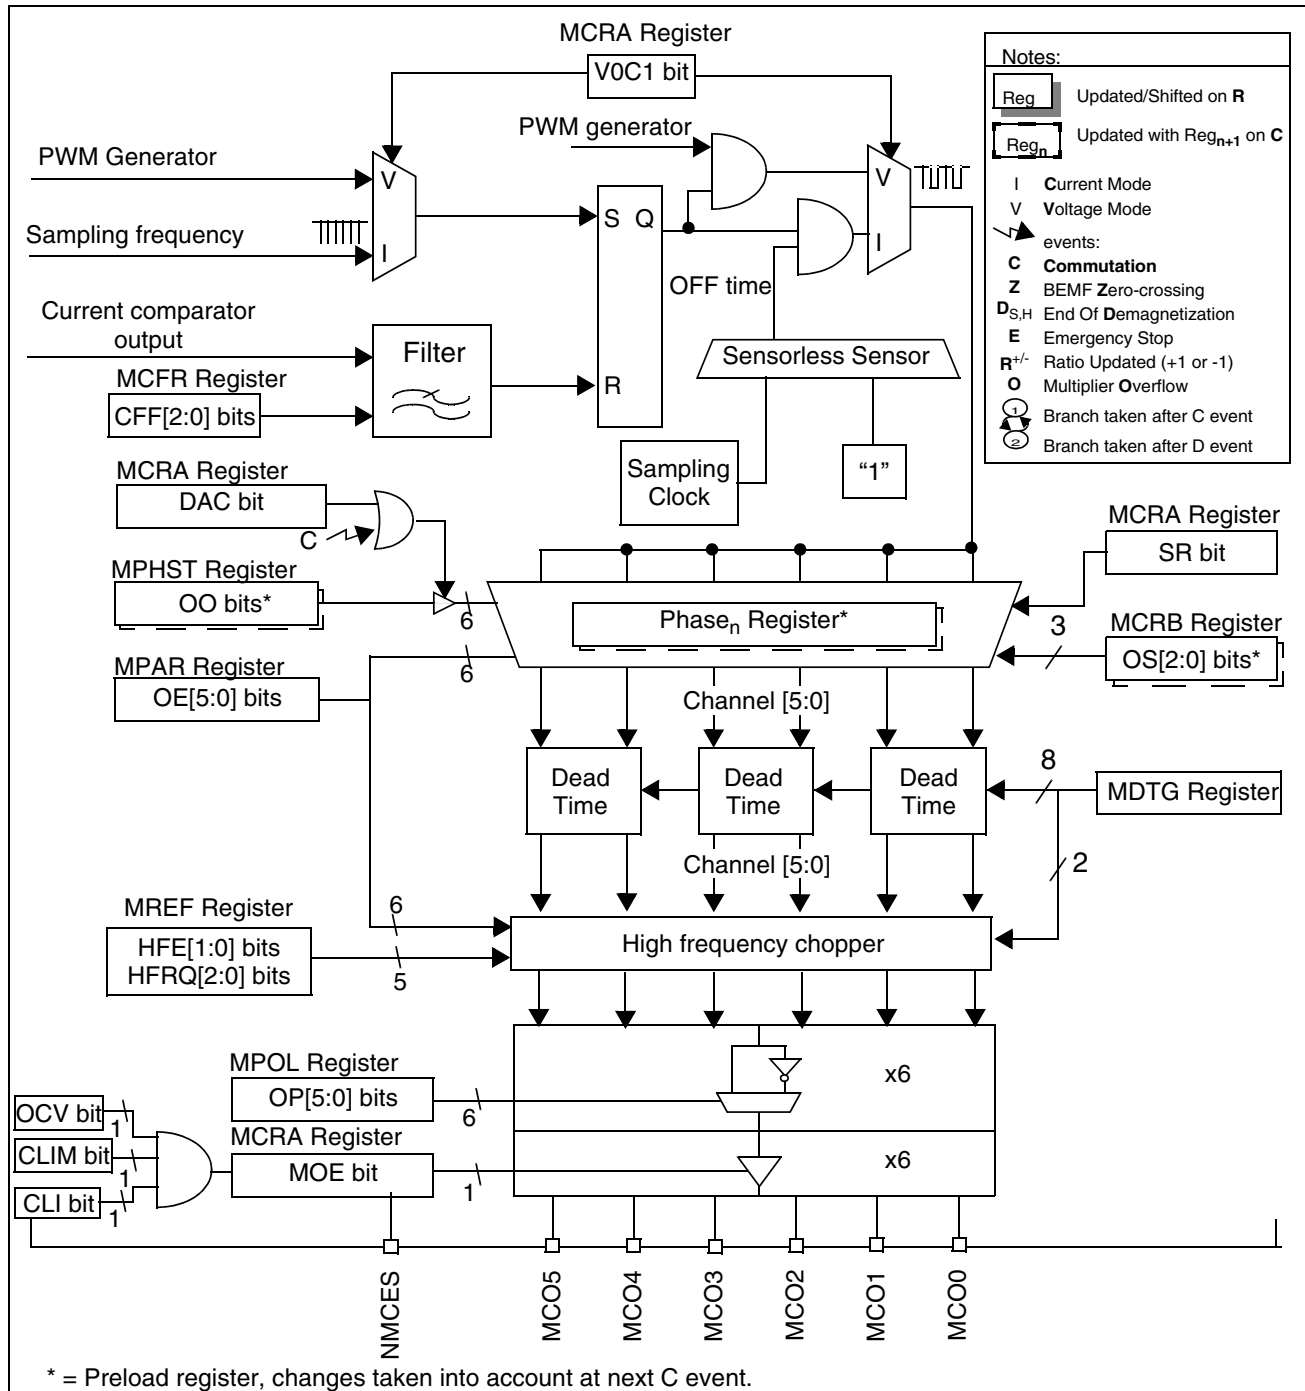 MCRA Register
V0C1 bit
PWM generator
PWM Generator
V
I
Sampling frequency
S Q
R
V
I
OFF time
Current comparator
output
MCFR Register
CFF[2:0] bits
Filter
Sensorless Sensor
Sampling
Clock
“1”
Notes:
Reg
Updated/Shifted on R
Regn
Updated with Regn+1 on C
I Current Mode
V Voltage Mode
events:
C Commutation
Z BEMF Zero-crossing
DS,H End Of Demagnetization
E Emergency Stop
R+/- Ratio Updated (+1 or -1)
O Multiplier Overflow
1 Branch taken after C event
2 Branch taken after D event
MCRA Register
DAC bit
C
MPHST Register
OO bits*
6
MPAR Register
OE[5:0] bits
6
Phasen Register*
MCRA Register
SR bit
3
MCRB Register
OS[2:0] bits*
Channel [5:0]
Dead
Time
Dead
Time
Dead
Time
8
MDTG Register
2
Channel [5:0]
MREF Register
HFE[1:0] bits
HFRQ[2:0] bits
6
5
High frequency chopper
MPOL Register
OP[5:0] bits
6
x6
OCV bit
1
CLIM bit
1
CLI bit
1
MCRA Register
MOE bit
1
x6
NMCES
MCO5
MCO4
MCO3
MCO2
MCO1
MCO0
* = Preload register, changes taken into account at next C event.